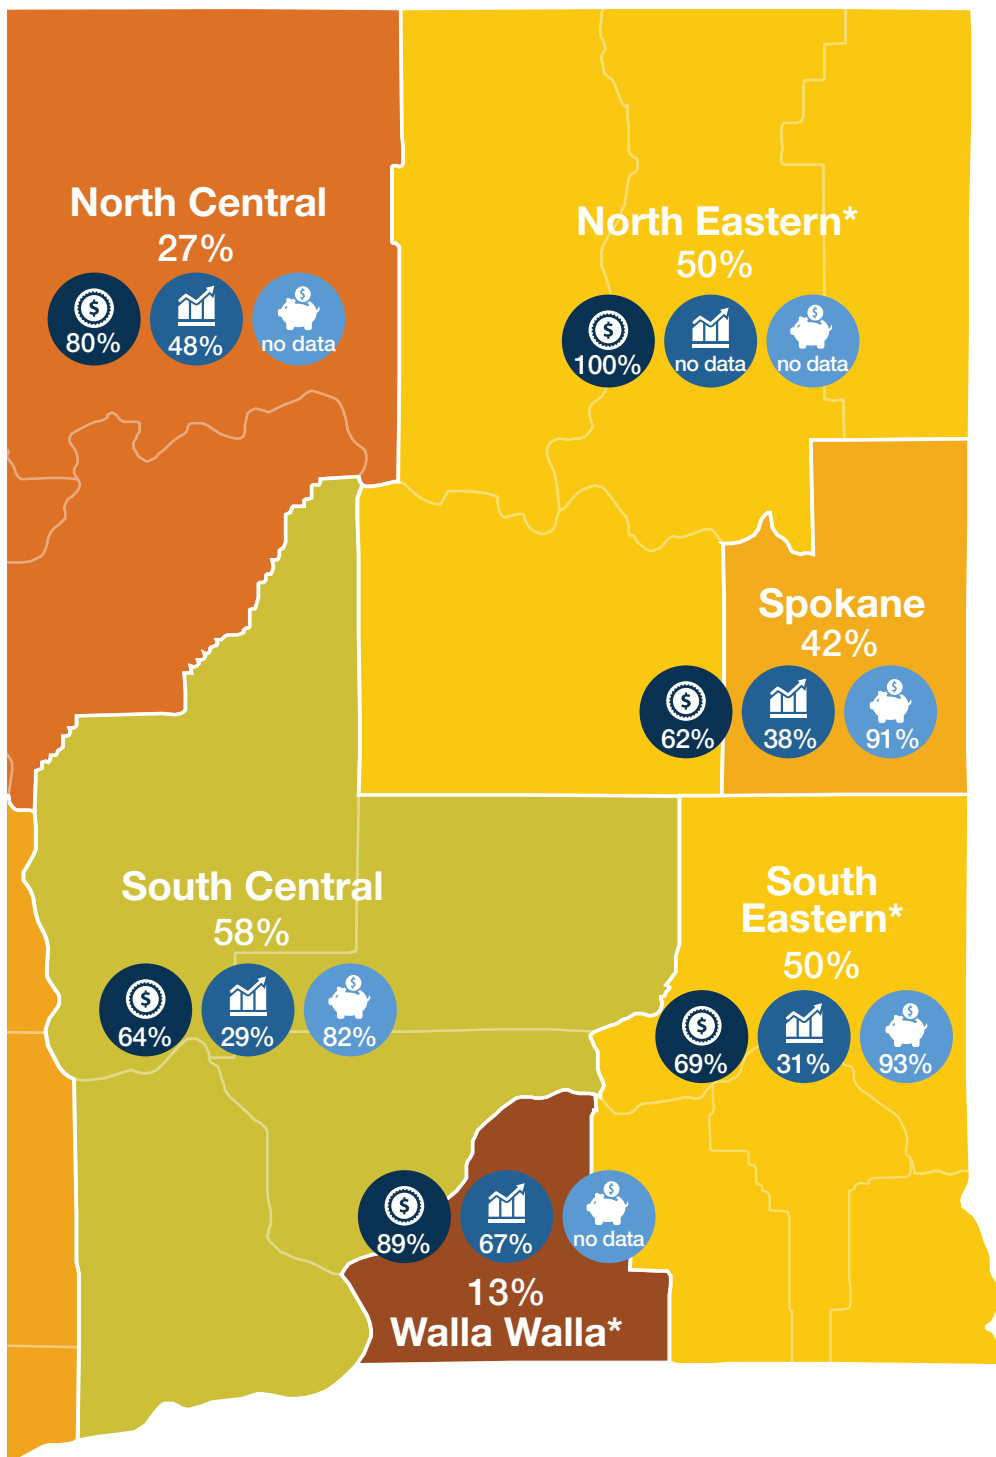 North Central
27%
80% 48% no data
North Eastern*
50%
100% no data no data
Spokane
42%
62% 38% 91%
South Central
58%
64% 29% 82%
South
Eastern*
50%
69% 31% 93%
89% 67% no data
13%
Walla Walla*